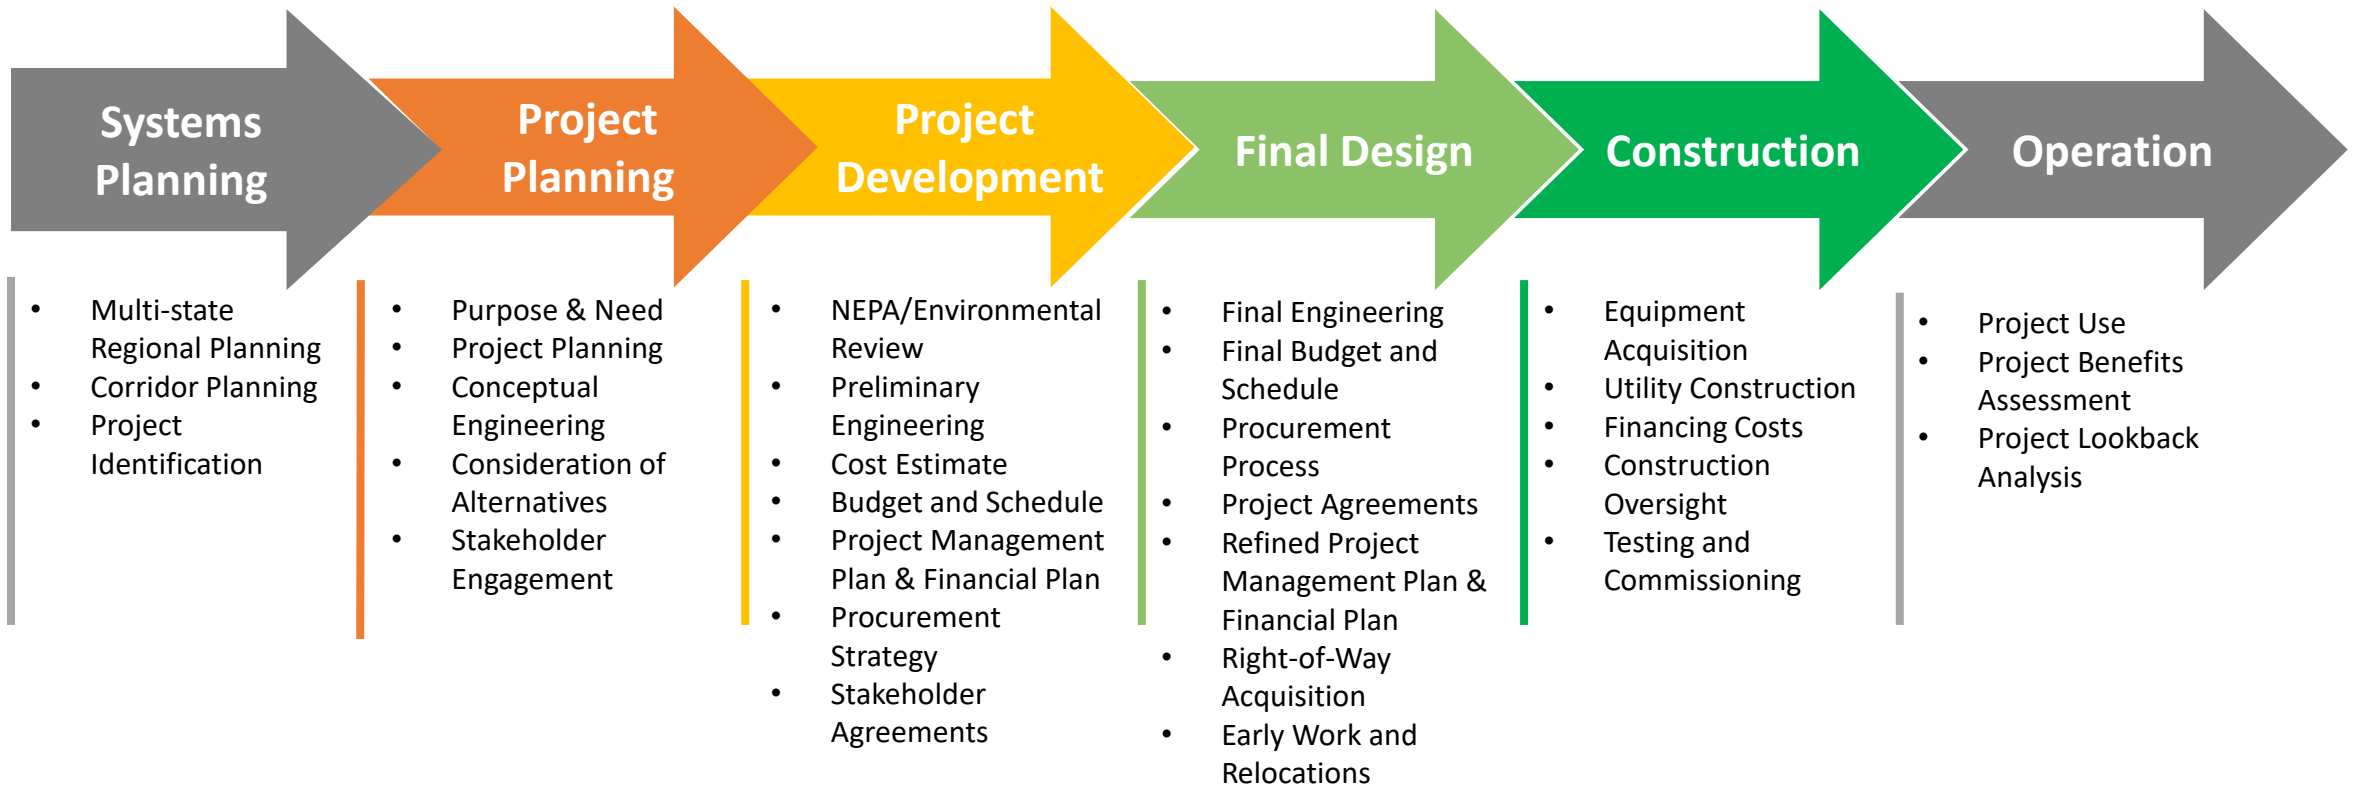 Systems
Planning
Project
Planning
Project
Development
Final Design
Construction
Operation
• Multi-state
Regional Planning
• Corridor Planning
• Project
Identification
• Purpose & Need
• Project Planning
• Conceptual
Engineering
• Consideration of
Alternatives
• Stakeholder
Engagement
• NEPA/Environmental
Review
• Preliminary
Engineering
• Cost Estimate
• Budget and Schedule
• Project Management
Plan & Financial Plan
• Procurement
Strategy
• Stakeholder
Agreements
• Final Engineering
• Final Budget and
Schedule
• Procurement
Process
• Project Agreements
• Refined Project
Management Plan &
Financial Plan
• Right-of-Way
Acquisition
• Early Work and
Relocations
• Equipment
Acquisition
• Utility Construction
• Financing Costs
• Construction
Oversight
• Testing and
Commissioning
• Project Use
• Project Benefits
Assessment
• Project Lookback
Analysis